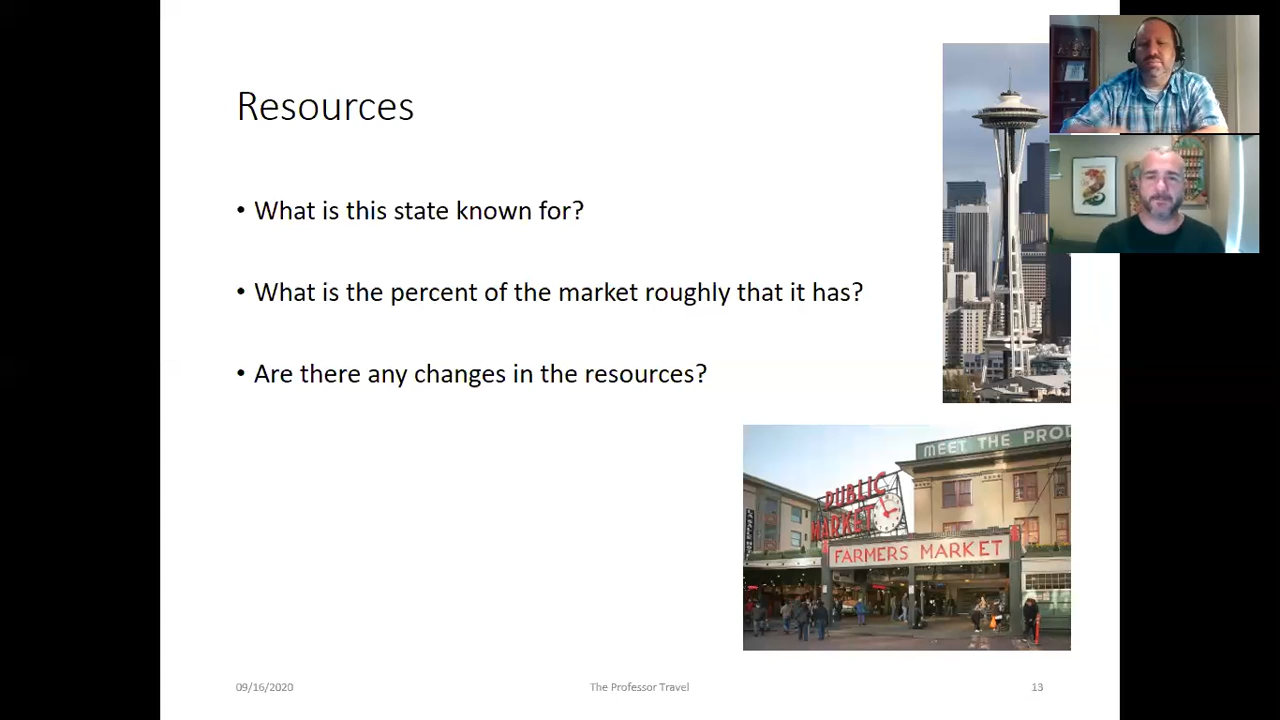 Resources
• What is this state known for?
• What is the percent of the market roughly that it has?
• Are there any changes in the resources?
MEET THE
PUBLIC
MARKET
FARMERS MARKET
09/16/2020
The Professor Travel
13